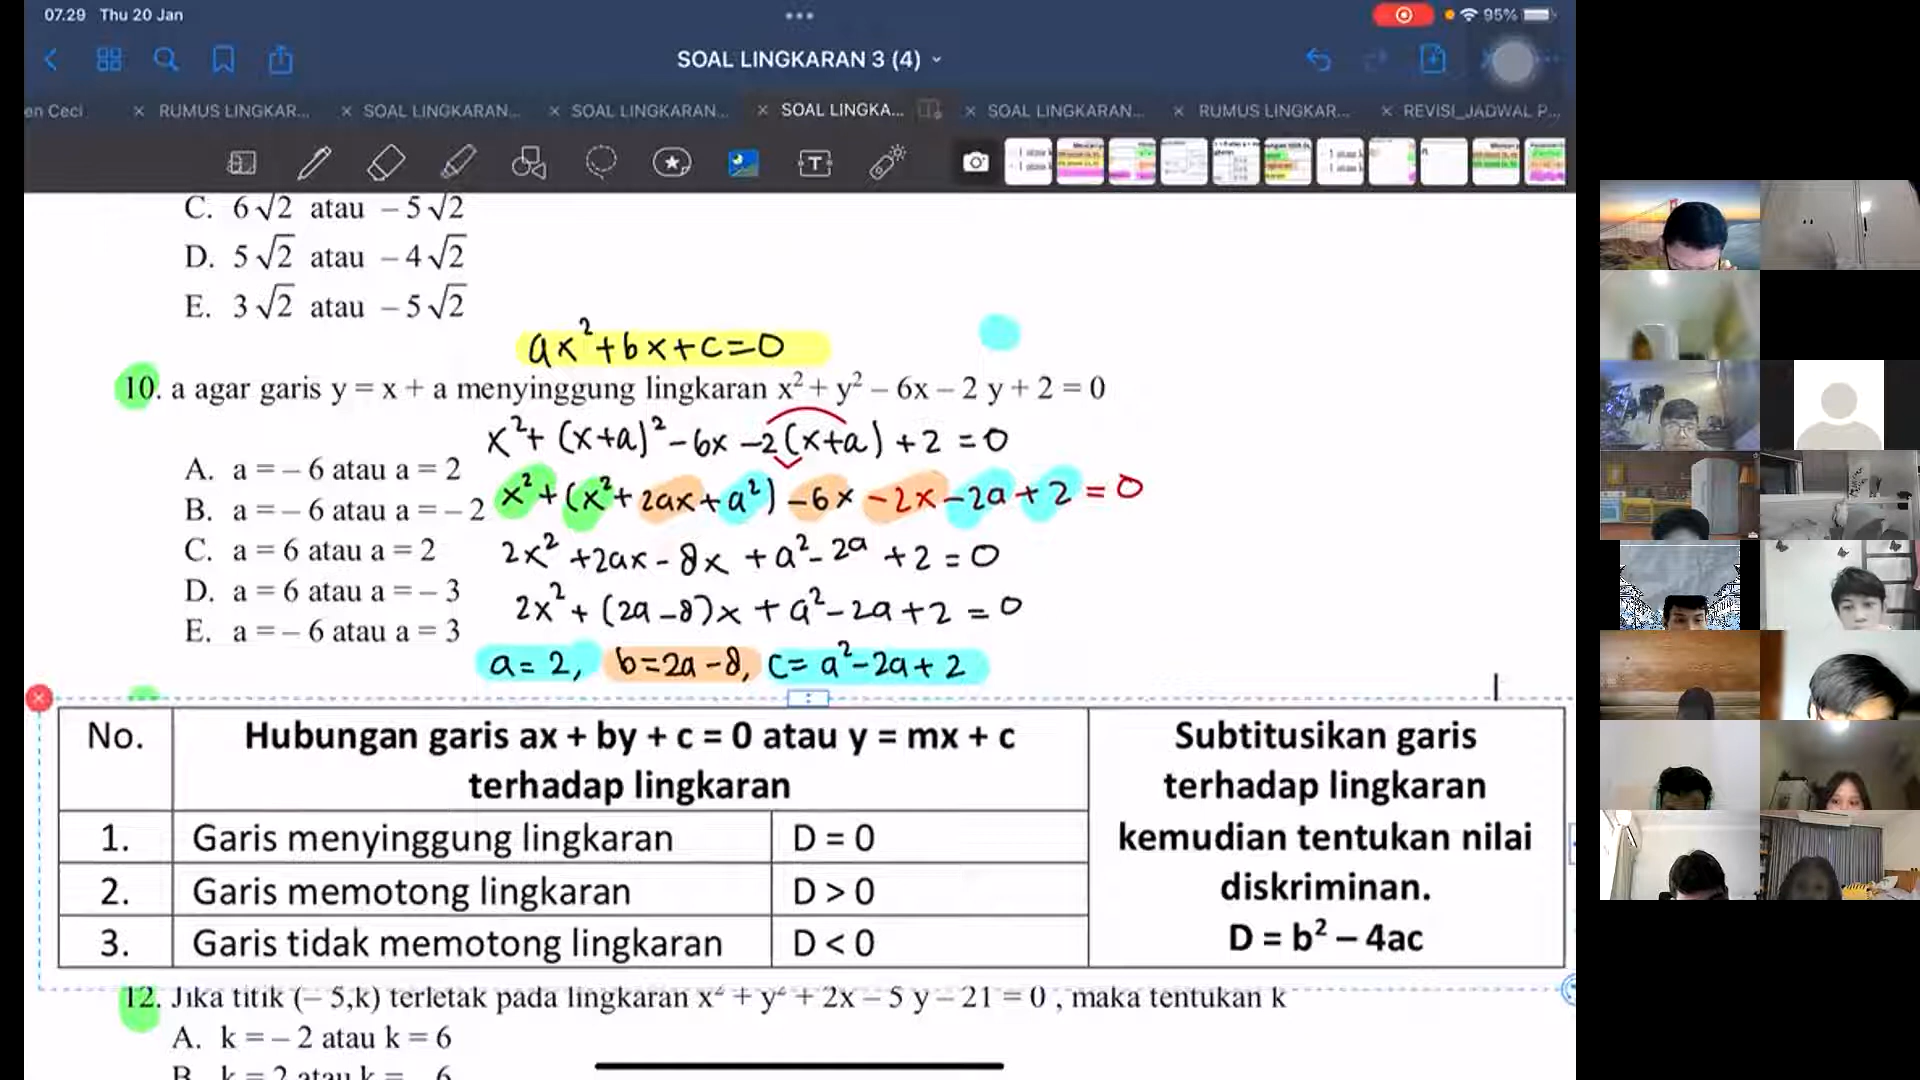 07.29 Thu 20 Jan
95%
SOAL LINGKARAN 3 (4)
en Ceci
× RUMUS LINGKAR...
× SOAL LINGKARAN...
× SOAL LINGKARAN...
× SOAL LINGKA...
× SOAL LINGKARAN...
× RUMUS LINGKAR...
× REVISI_JADWAL P...
C. 6√2 atau – 5√2
D. 5√2 atau – 4√2
E. 3√2 atau – 5√2
ax²+bx+c=0
10. a agar garis y = x + a menyinggung lingkaran x² + y² – 6x – 2 y + 2 = 0
x²+ (x+a)² -6x -2(x+a) +2 =0
A. a = – 6 atau a = 2
x²+(x²+2ax+a²) -6x -2x -2a +2 =0
B. a = – 6 atau a = – 2
C. a = 6 atau a = 2
2x² +2ax -8x +a²-2a +2=0
D. a = 6 atau a = – 3
2x²+(2a-8)x + a²-2a+2 =0
E. a = – 6 atau a = 3
a=2, b=2a-8, c=a²-2a+2
No.
Hubungan garis ax + by + c = 0 atau y = mx + c
terhadap lingkaran
Subtitusikan garis
terhadap lingkaran
kemudian tentukan nilai
diskriminan.
D = b² – 4ac
1. Garis menyinggung lingkaran D = 0
2. Garis memotong lingkaran D > 0
3. Garis tidak memotong lingkaran D < 0
12. Jika titik (– 5,k) terletak pada lingkaran x² + y² + 2x – 5 y – 21 = 0 , maka tentukan k
A. k = – 2 atau k = 6
B. k = 2 atau k = – 6